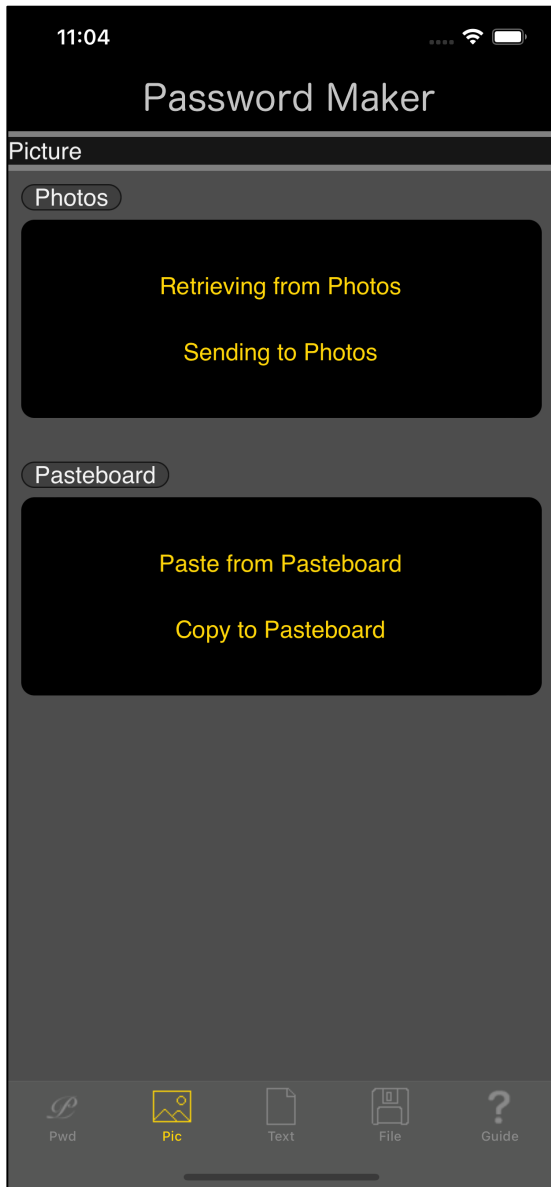 11:04
Password Maker
Picture
Photos
Retrieving from Photos
Sending to Photos
Pasteboard
Paste from Pasteboard
Copy to Pasteboard
Pwd Pic Text File Guide